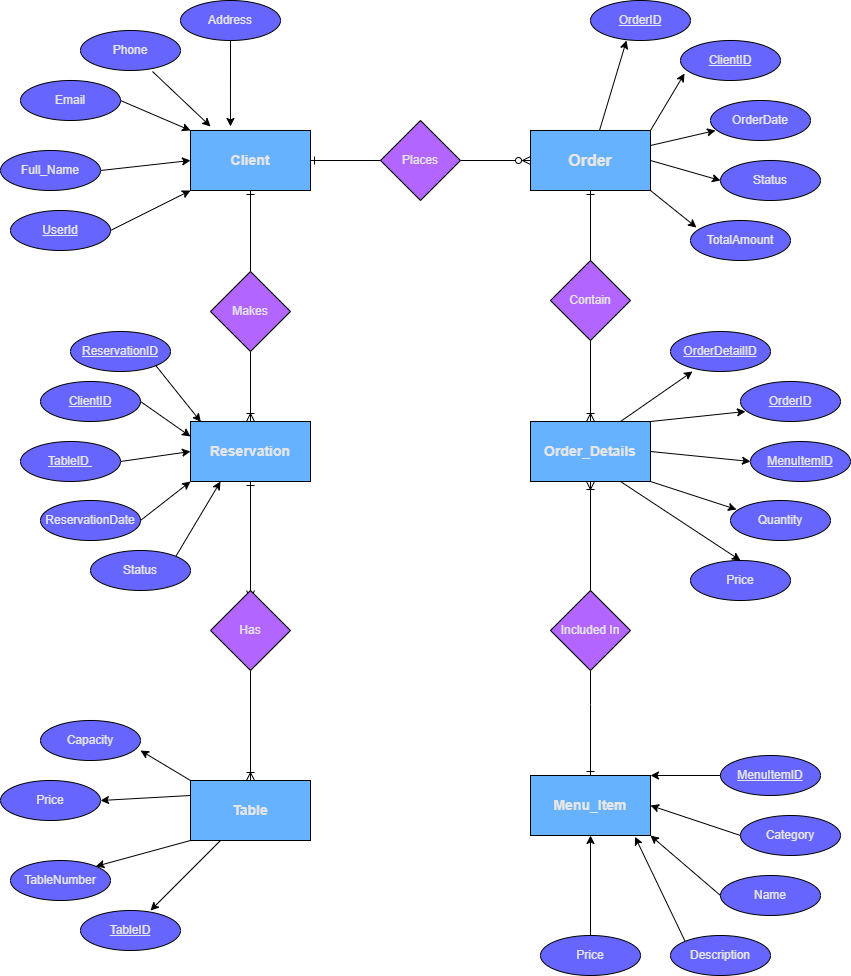 Address
OrderID
Phone
ClientID
Email
OrderDate
Client
Places
Order
Full_Name
Status
UserId
TotalAmount
Makes
Contain
ReservationID
OrderDetailID
ClientID
OrderID
Reservation
Order_Details
TableID
MenuItemID
ReservationDate
Quantity
Status
Price
Has
Included In
Capacity
MenuItemID
Price
Table
Menu_Item
Category
TableNumber
Name
TableID
Price
Description